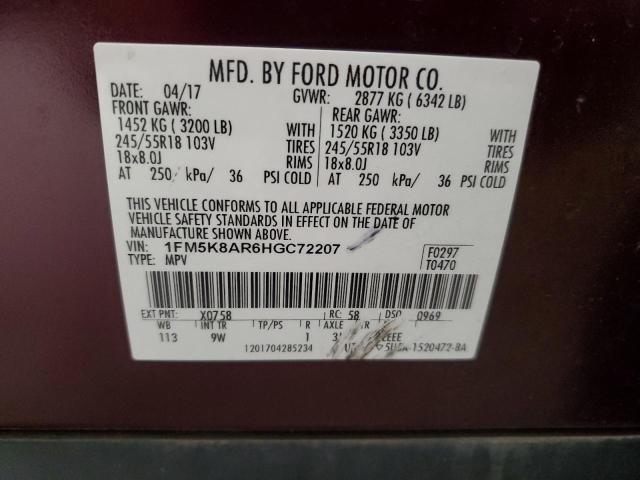 MFD. BY FORD MOTOR CO.
DATE: 04/17 GVWR: 2877 KG ( 6342 LB)
FRONT GAWR: REAR GAWR:
1452 KG ( 3200 LB) WITH 1520 KG ( 3350 LB) WITH
245/55R18 103V TIRES 245/55R18 103V TIRES
18x8.0J RIMS 18x8.0J RIMS
AT 250 kPa/ 36 PSI COLD AT 250 kPa/ 36 PSI COLD
THIS VEHICLE CONFORMS TO ALL APPLICABLE FEDERAL MOTOR
VEHICLE SAFETY STANDARDS IN EFFECT ON THE DATE OF
MANUFACTURE SHOWN ABOVE.
VIN: 1FM5K8AR6HGC72207 F0297
TYPE: MPV T0470
EXT PNT: X0758 RC: 58 DSO: 0969
WB INT TR TP/PS R AXLE
113 9W 1
1201704285234 -1520472-BA